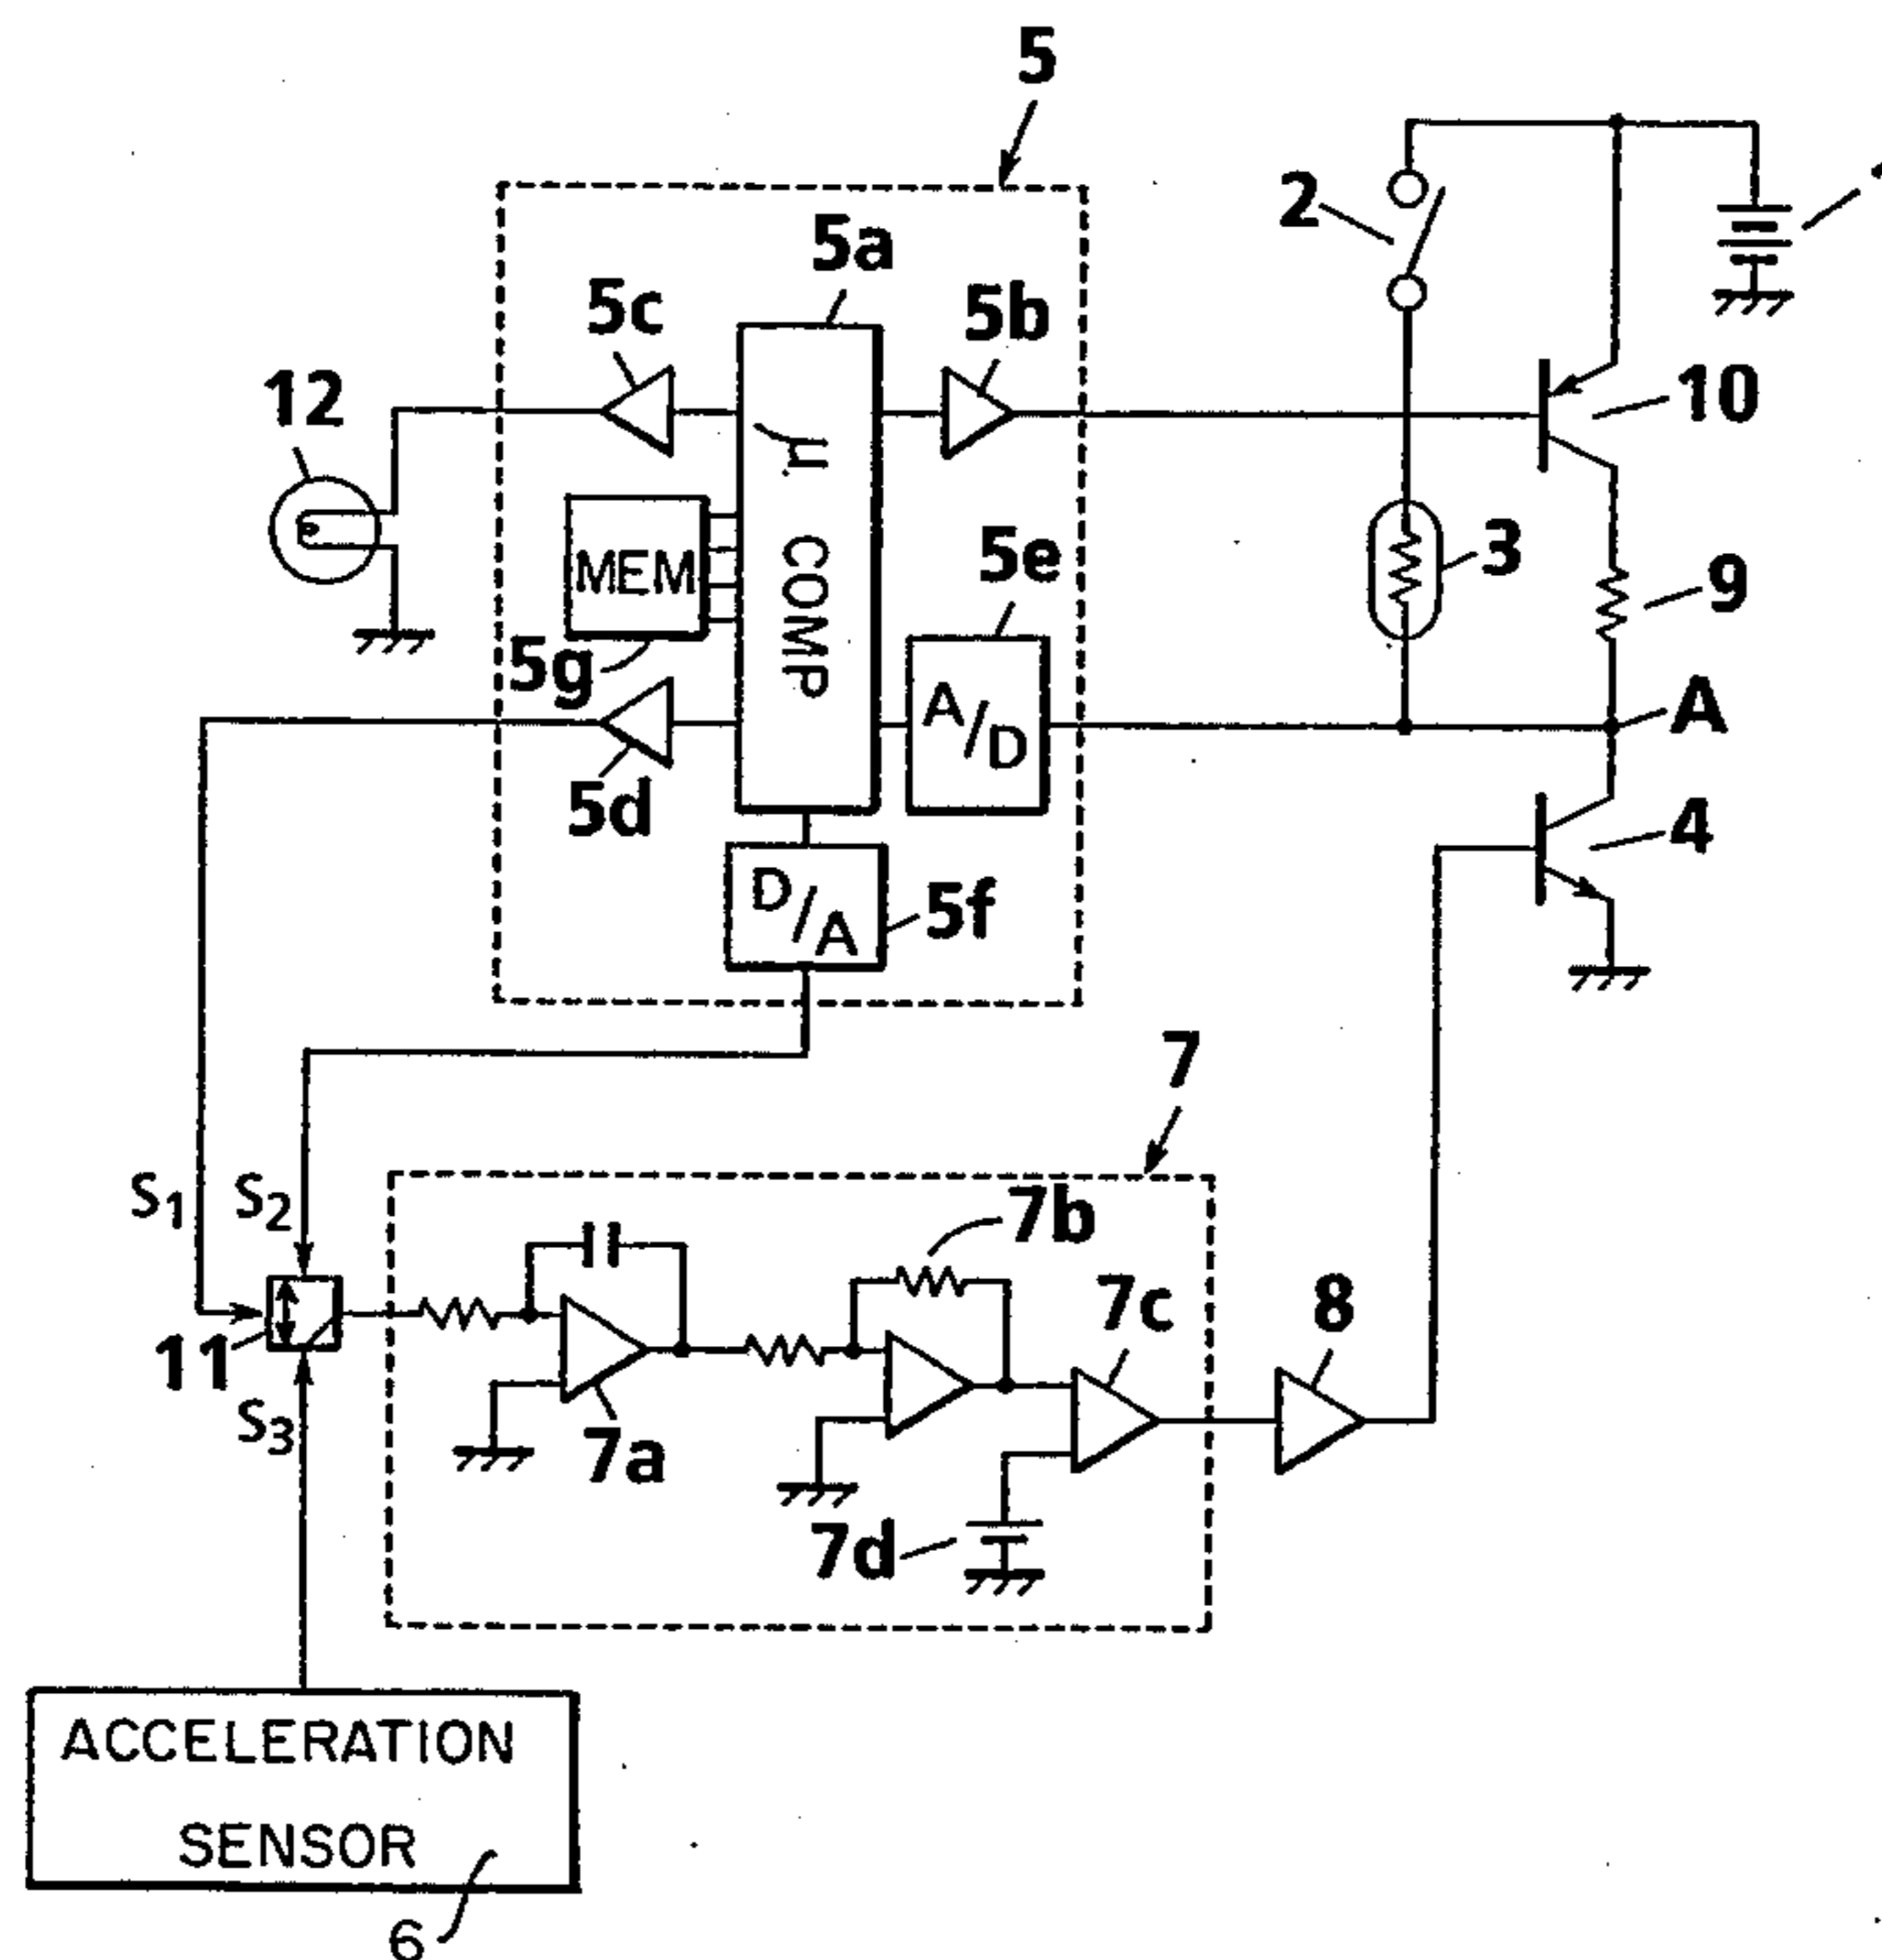 5
2
5a
5c
5b
12
10
μ COMP
MEM
5e
3
9
5g
A/D
A
5d
4
D/A
5f
7
S1
S2
7b
7c
8
11
S3
7a
7d
ACCELERATION
SENSOR
6